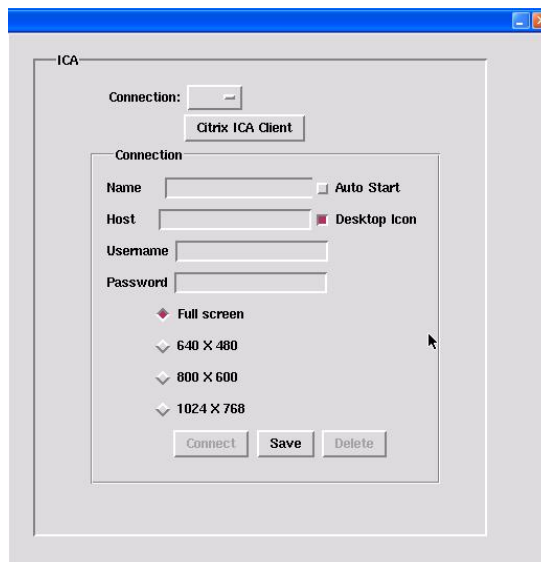 ICA
Connection:
Citrix ICA Client
Connection
Name Auto Start
Host Desktop Icon
Username
Password
Full screen
640 X 480
800 X 600
1024 X 768
Connect Save Delete